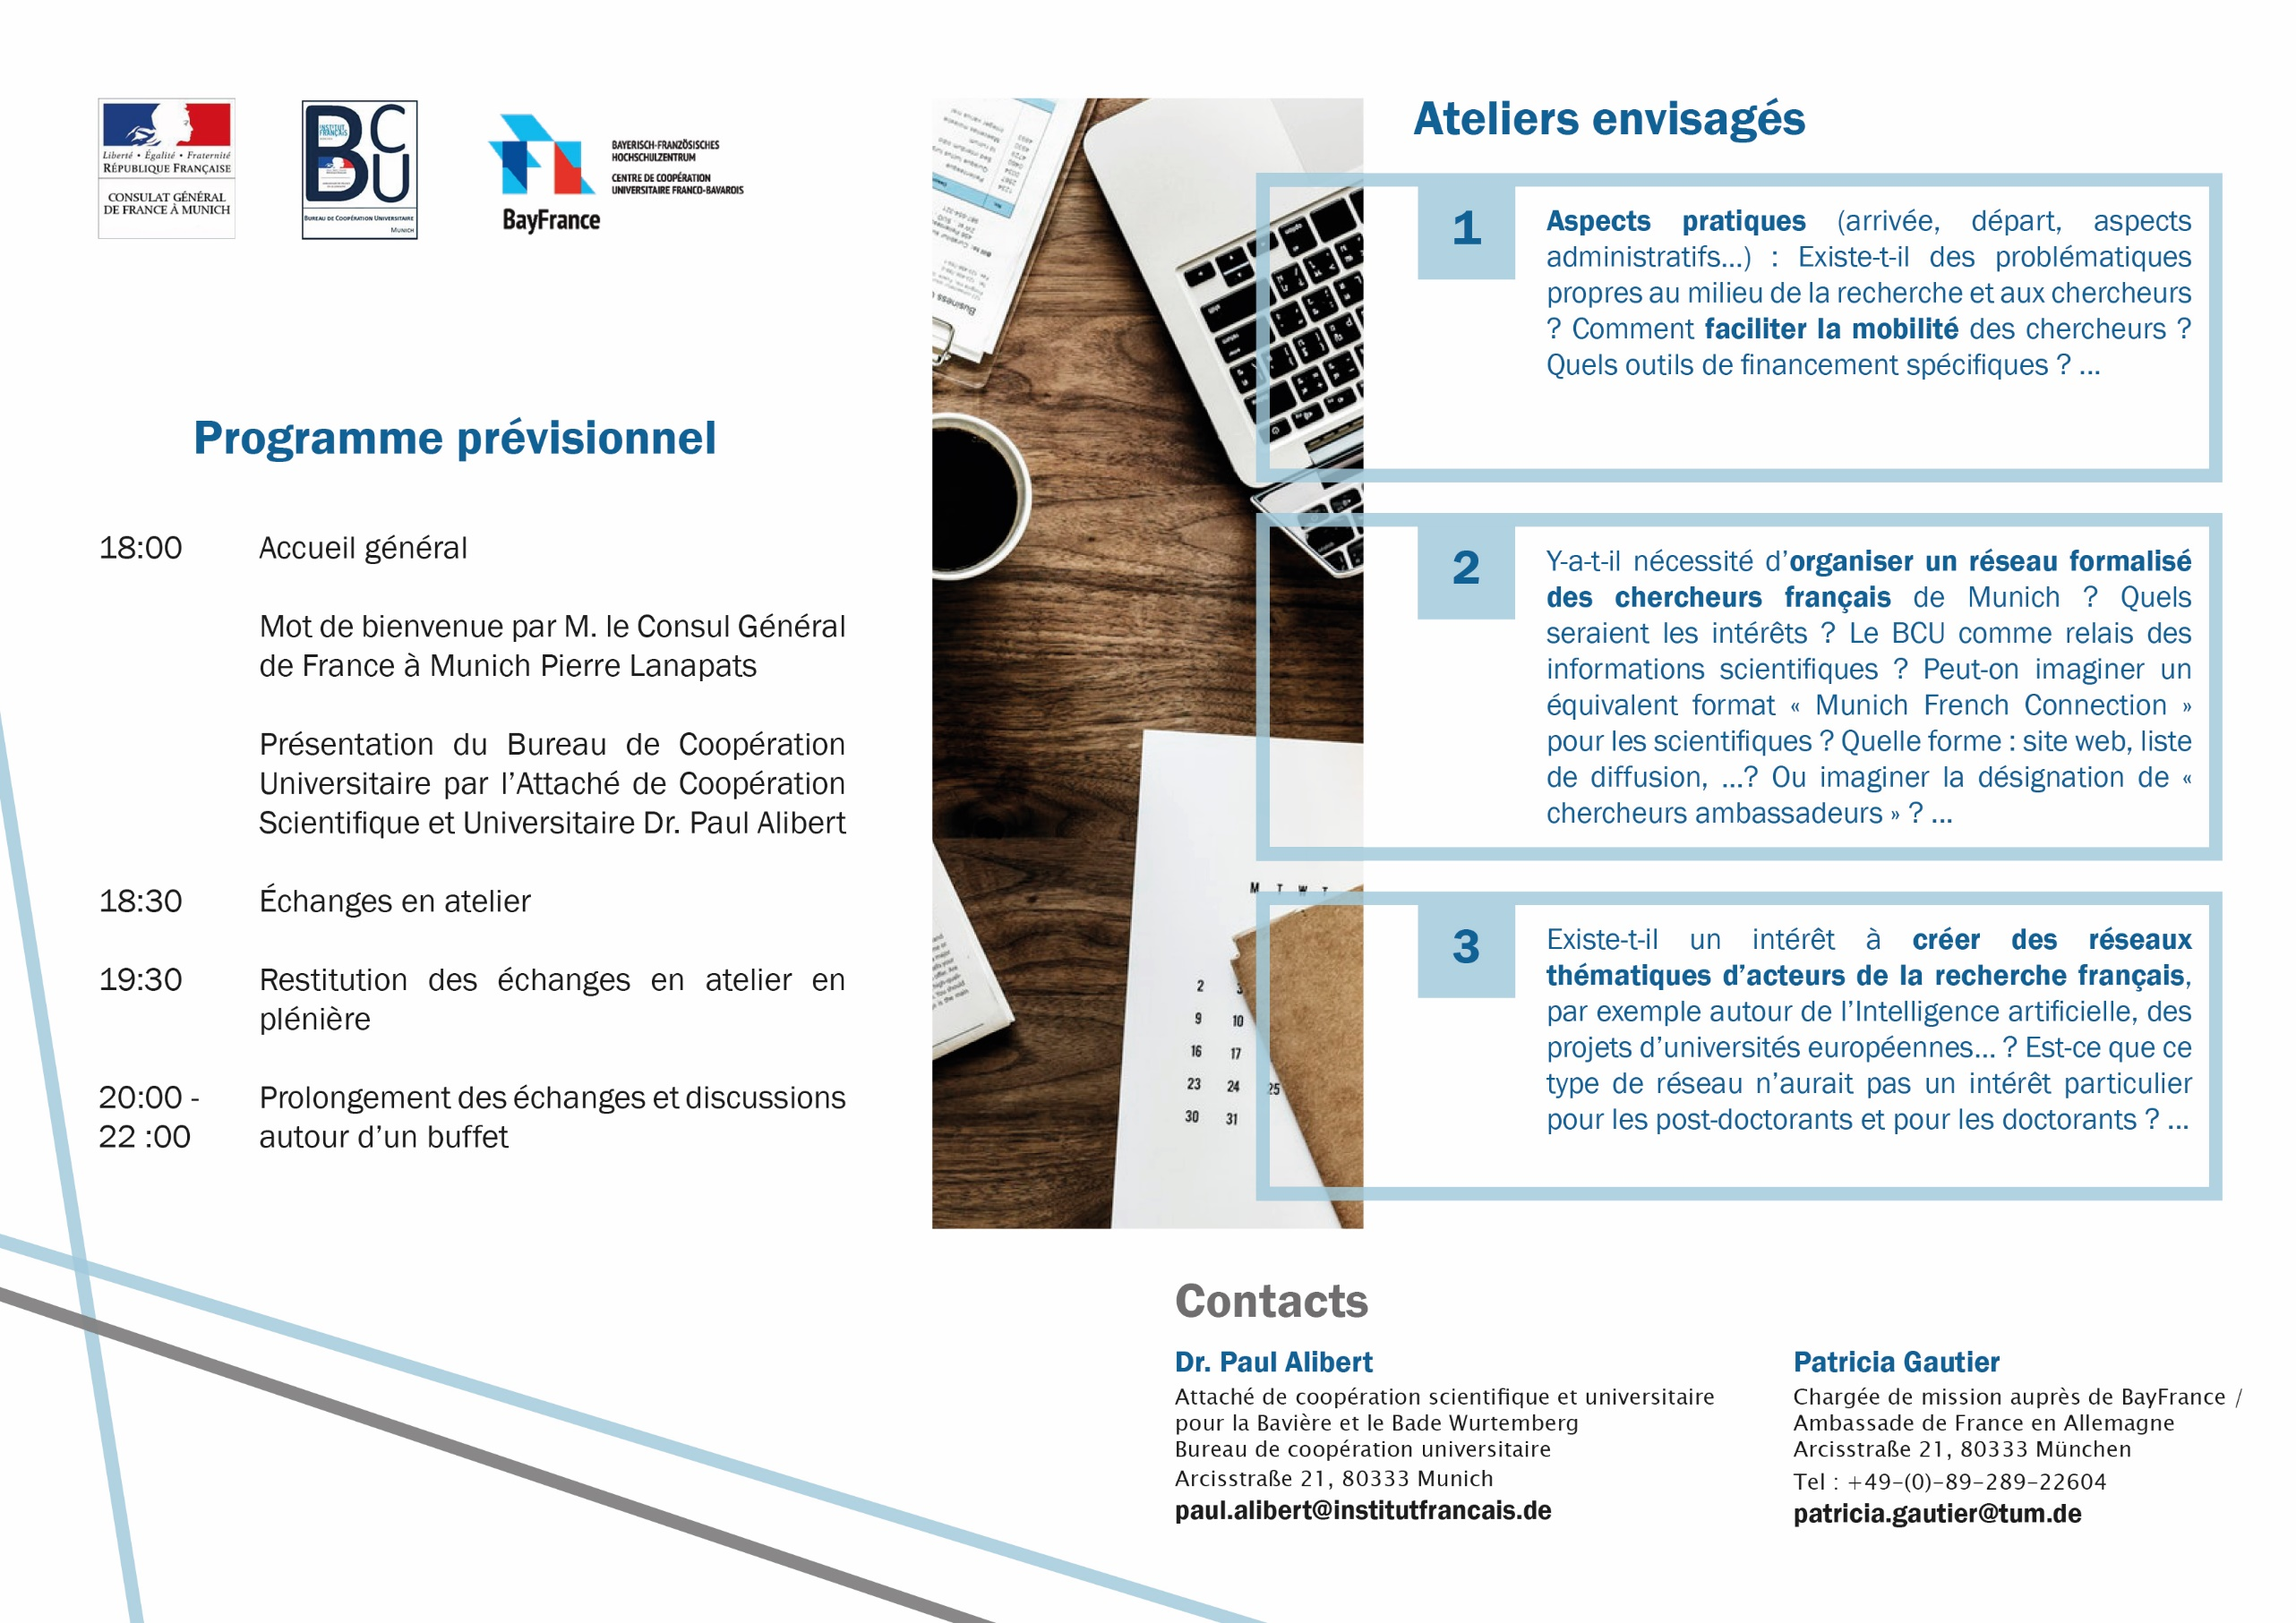 Liberté • Égalité • Fraternité
RÉPUBLIQUE FRANÇAISE
CONSULAT GÉNÉRAL
DE FRANCE À MUNICH
BCU
INSTITUT
FRANÇAIS
BUREAU DE COOPÉRATION UNIVERSITAIRE
MUNICH
BAYERISCH-FRANZÖSISCHES
HOCHSCHULZENTRUM
CENTRE DE COOPÉRATION
UNIVERSITAIRE FRANCO-BAVAROIS
BayFrance
Programme prévisionnel
18:00 Accueil général
Mot de bienvenue par M. le Consul Général
de France à Munich Pierre Lanapats
Présentation du Bureau de Coopération
Universitaire par l’Attaché de Coopération
Scientifique et Universitaire Dr. Paul Alibert
18:30 Échanges en atelier
19:30 Restitution des échanges en atelier en
plénière
20:00 - Prolongement des échanges et discussions
22 :00 autour d’un buffet
M T W T
2 3
9 10
16 17
23 24 25
30 31
Ateliers envisagés
1
Aspects pratiques (arrivée, départ, aspects
administratifs...) : Existe-t-il des problématiques
propres au milieu de la recherche et aux chercheurs
? Comment faciliter la mobilité des chercheurs ?
Quels outils de financement spécifiques ? ...
2
Y-a-t-il nécessité d’organiser un réseau formalisé
des chercheurs français de Munich ? Quels
seraient les intérêts ? Le BCU comme relais des
informations scientifiques ? Peut-on imaginer un
équivalent format « Munich French Connection »
pour les scientifiques ? Quelle forme : site web, liste
de diffusion, ...? Ou imaginer la désignation de «
chercheurs ambassadeurs » ? ...
3
Existe-t-il un intérêt à créer des réseaux
thématiques d’acteurs de la recherche français,
par exemple autour de l’Intelligence artificielle, des
projets d’universités européennes... ? Est-ce que ce
type de réseau n’aurait pas un intérêt particulier
pour les post-doctorants et pour les doctorants ? ...
Contacts
Dr. Paul Alibert
Attaché de coopération scientifique et universitaire
pour la Bavière et le Bade Wurtemberg
Bureau de coopération universitaire
Arcisstraße 21, 80333 Munich
paul.alibert@institutfrancais.de
Patricia Gautier
Chargée de mission auprès de BayFrance /
Ambassade de France en Allemagne
Arcisstraße 21, 80333 München
Tel : +49-(0)-89-289-22604
patricia.gautier@tum.de